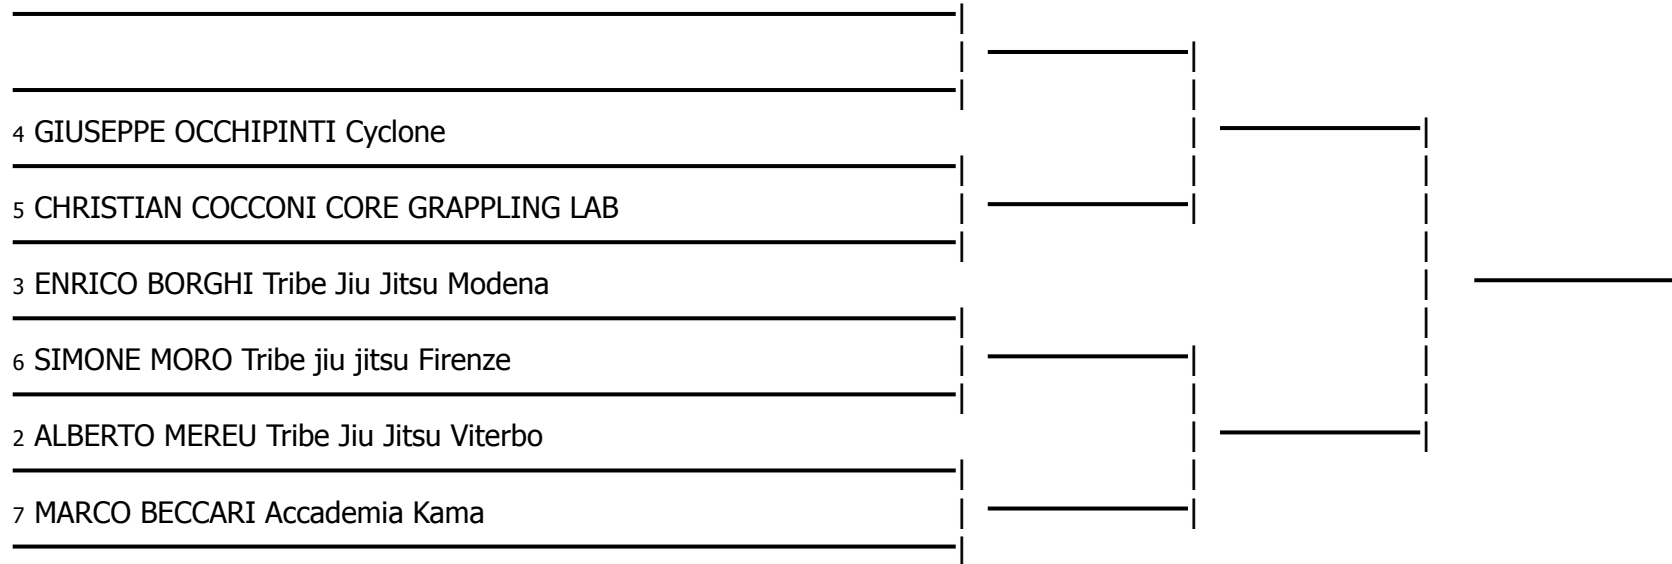 4 GIUSEPPE OCCHIPINTI Cyclone
5 CHRISTIAN COCCONI CORE GRAPPLING LAB
3 ENRICO BORGHI Tribe Jiu Jitsu Modena
6 SIMONE MORO Tribe jiu jitsu Firenze
2 ALBERTO MEREU Tribe Jiu Jitsu Viterbo
7 MARCO BECCARI Accademia Kama